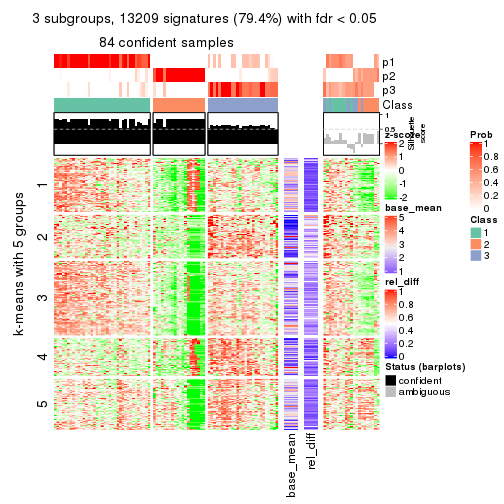 3 subgroups, 13209 signatures (79.4%) with fdr < 0.05
84 confident samples
p1
p2
p3
Class
1
0.5
0
Silhouette
score
z-score
2
1
0
-1
-2
base_mean
5
4
3
2
1
rel_diff
1
0.8
0.6
0.4
0.2
0
Status (barplots)
confident
ambiguous
Prob
1
0.8
0.6
0.4
0.2
0
Class
1
2
3
k-means with 5 groups
1
2
3
4
5
base_mean
rel_diff